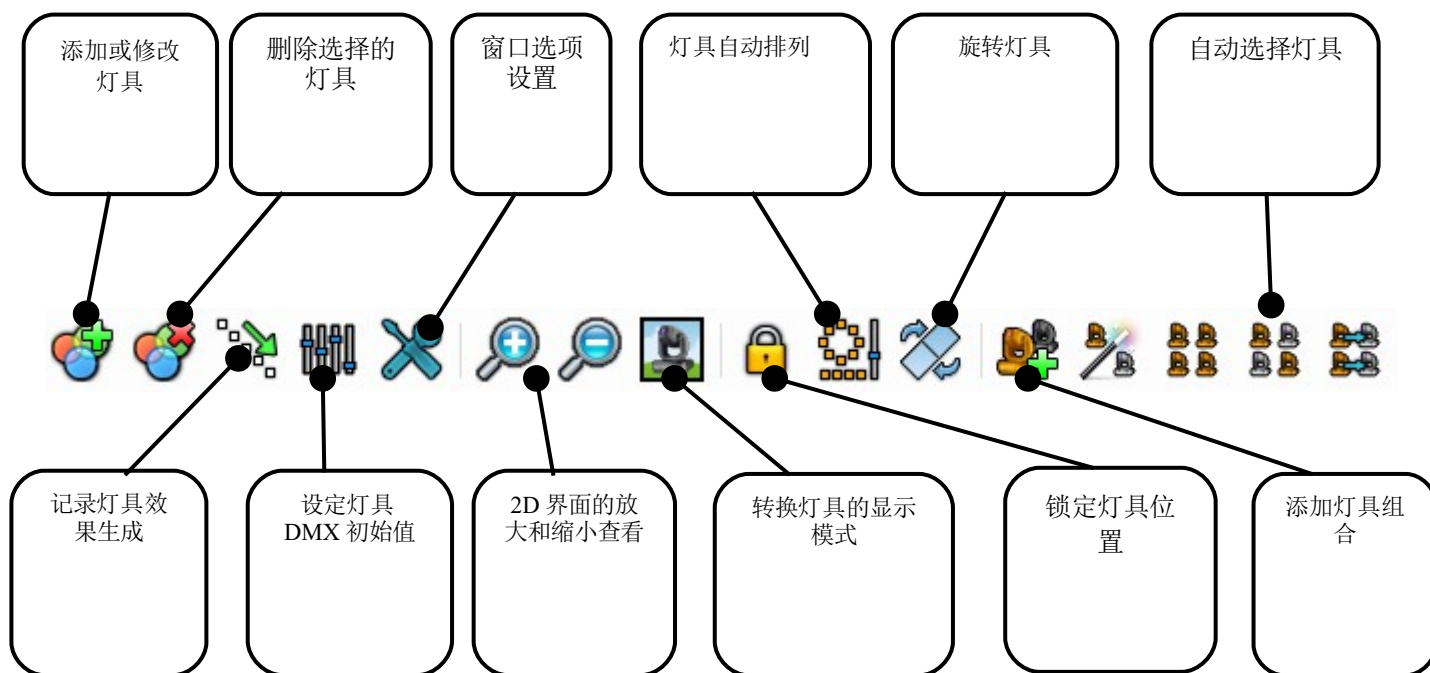 添加或修改
灯具
删除选择的
灯具
窗口选项
设置
灯具自动排列
旋转灯具
自动选择灯具
记录灯具效
果生成
设定灯具
DMX 初始值
2D 界面的放
大和缩小查看
转换灯具的显示
模式
锁定灯具位
置
添加灯具组
合